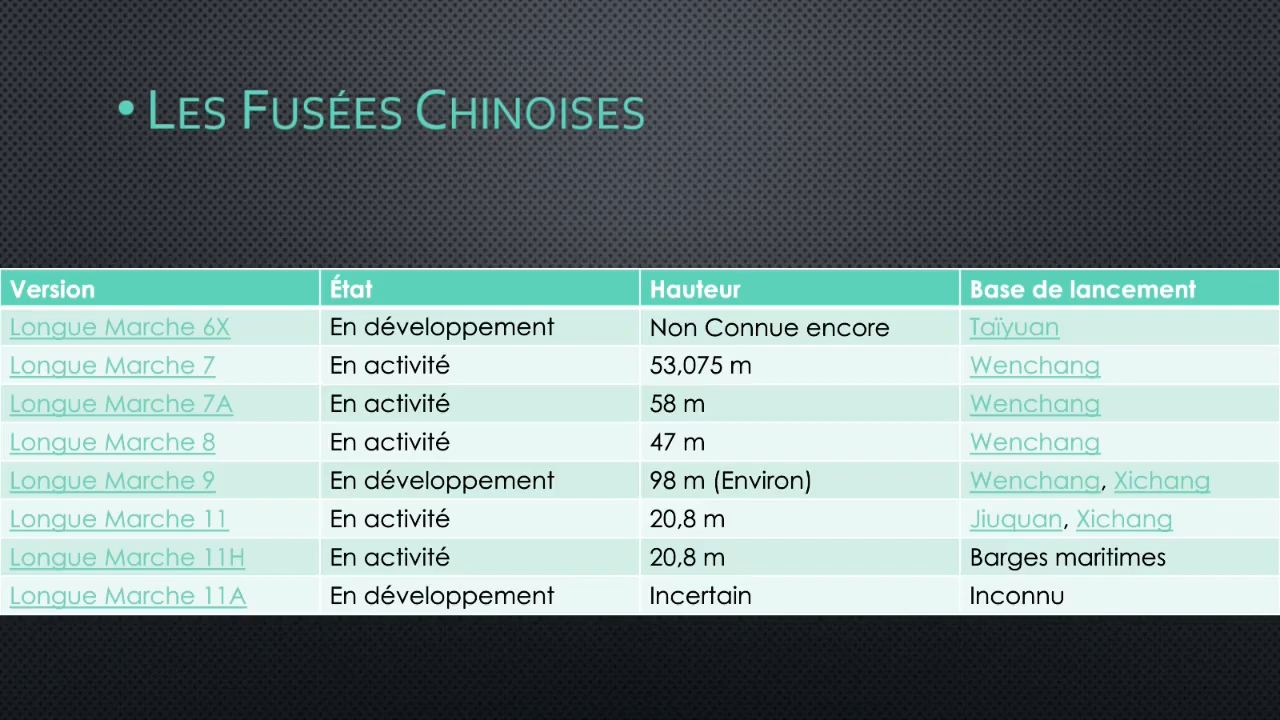 • Les Fusées Chinoises
Version État Hauteur Base de lancement
Longue Marche 6X En développement Non Connue encore Taïyuan
Longue Marche 7 En activité 53,075 m Wenchang
Longue Marche 7A En activité 58 m Wenchang
Longue Marche 8 En activité 47 m Wenchang
Longue Marche 9 En développement 98 m (Environ) Wenchang, Xichang
Longue Marche 11 En activité 20,8 m Jiuquan, Xichang
Longue Marche 11H En activité 20,8 m Barges maritimes
Longue Marche 11A En développement Incertain Inconnu